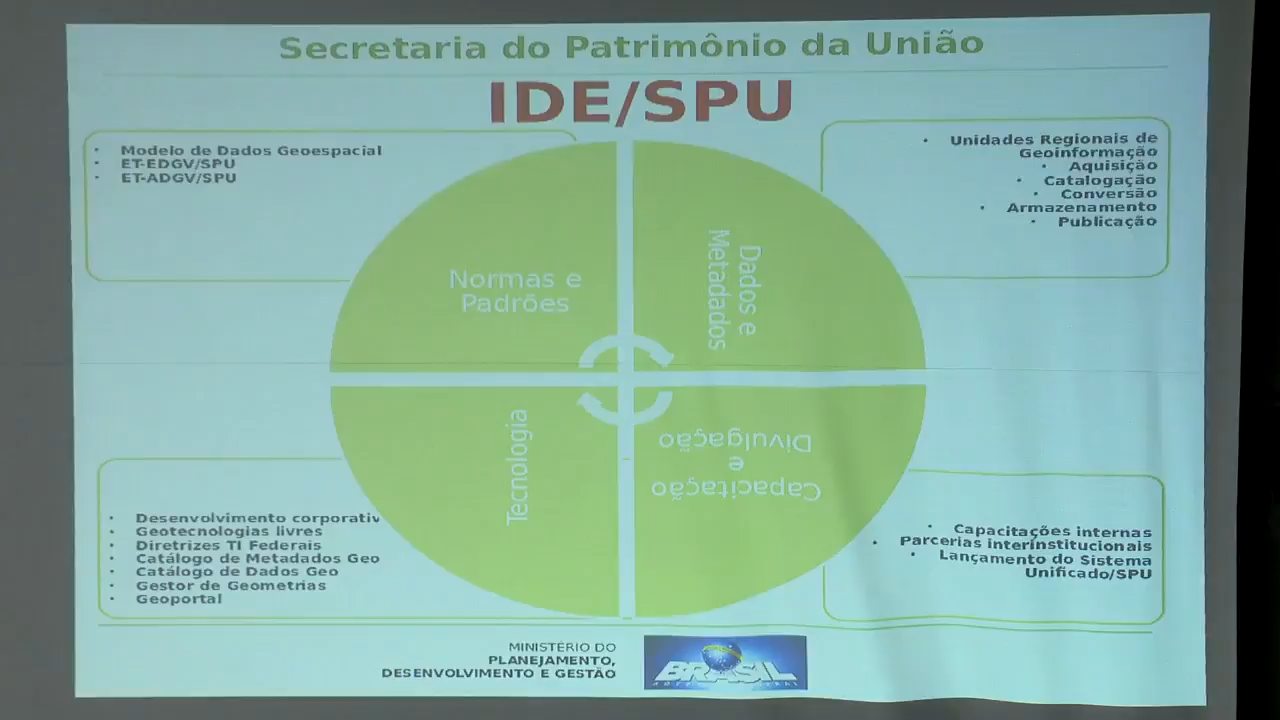 Secretaria do Patrimônio da União
IDE/SPU
• Modelo de Dados Geoespacial
• ET-EDGV/SPU
• ET-ADGV/SPU
• Unidades Regionais de
Geoinformação
• Aquisição
• Catalogação
• Conversão
• Armazenamento
• Publicação
Normas e
Padrões
Dados e
Metadados
Tecnologia
Capacitação
e
Divulgação
• Desenvolvimento corporativ
• Geotecnologias livres
• Diretrizes TI Federais
• Catálogo de Metadados Geo
• Catálogo de Dados Geo
• Gestor de Geometrias
• Geoportal
• Capacitações internas
• Parcerias interinstitucionais
• Lançamento do Sistema
Unificado/SPU
MINISTÉRIO DO
PLANEJAMENTO,
DESENVOLVIMENTO E GESTÃO
BRASIL